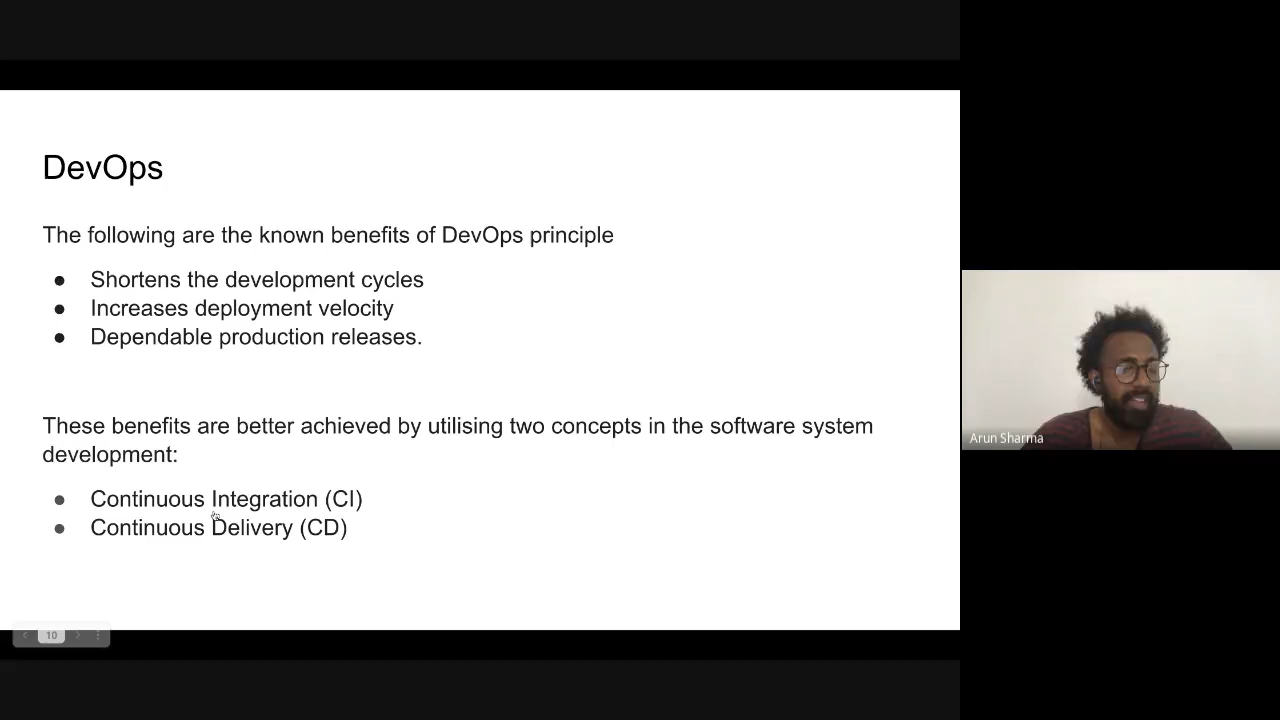 DevOps
The following are the known benefits of DevOps principle
● Shortens the development cycles
● Increases deployment velocity
● Dependable production releases.
These benefits are better achieved by utilising two concepts in the software system
development:
● Continuous Integration (CI)
● Continuous Delivery (CD)
10
Arun Sharma